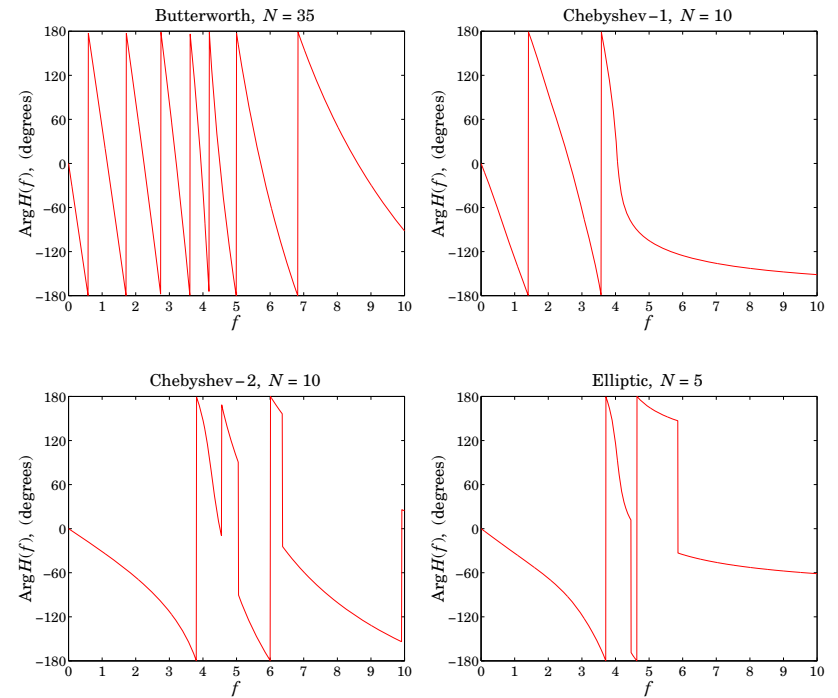 Butterworth, N = 35
ArgH(f), (degrees)
180
120
60
0
−60
−120
−180
0 1 2 3 4 5 6 7 8 9 10
f
Chebyshev−1, N = 10
ArgH(f), (degrees)
180
120
60
0
−60
−120
−180
0 1 2 3 4 5 6 7 8 9 10
f
Chebyshev−2, N = 10
ArgH(f), (degrees)
180
120
60
0
−60
−120
−180
0 1 2 3 4 5 6 7 8 9 10
f
Elliptic, N = 5
ArgH(f), (degrees)
180
120
60
0
−60
−120
−180
0 1 2 3 4 5 6 7 8 9 10
f